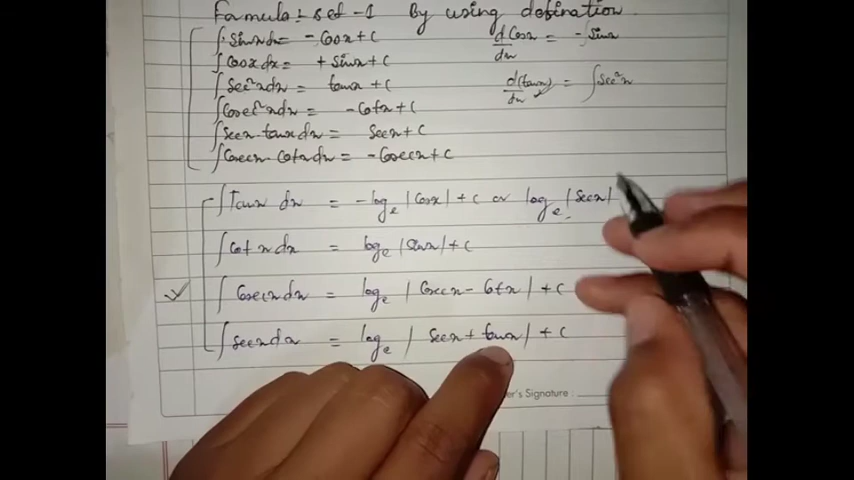 Formula :- set -1 By using defination
∫ sinx dx = - Cosx + C
d Cosx / dx = - sinx
∫ Cosx dx = + sinx + C
∫ Sec²x dx = tanx + C
d(tanx) / dx = ∫ Sec²x
∫ Cosec²x dx = - Cotx + C
∫ Secx · tanx dx = Secx + C
∫ Cosecx · Cotx dx = - Cosecx + C
∫ Tanx dx = - logₑ |Cosx| + C or logₑ |Secx|
∫ Cot x dx = logₑ |sinx| + C
∫ Cosecx dx = logₑ | Cosecx - Cotx | + C
∫ Secx dx = logₑ | Secx + tanx | + C
er's Signature :